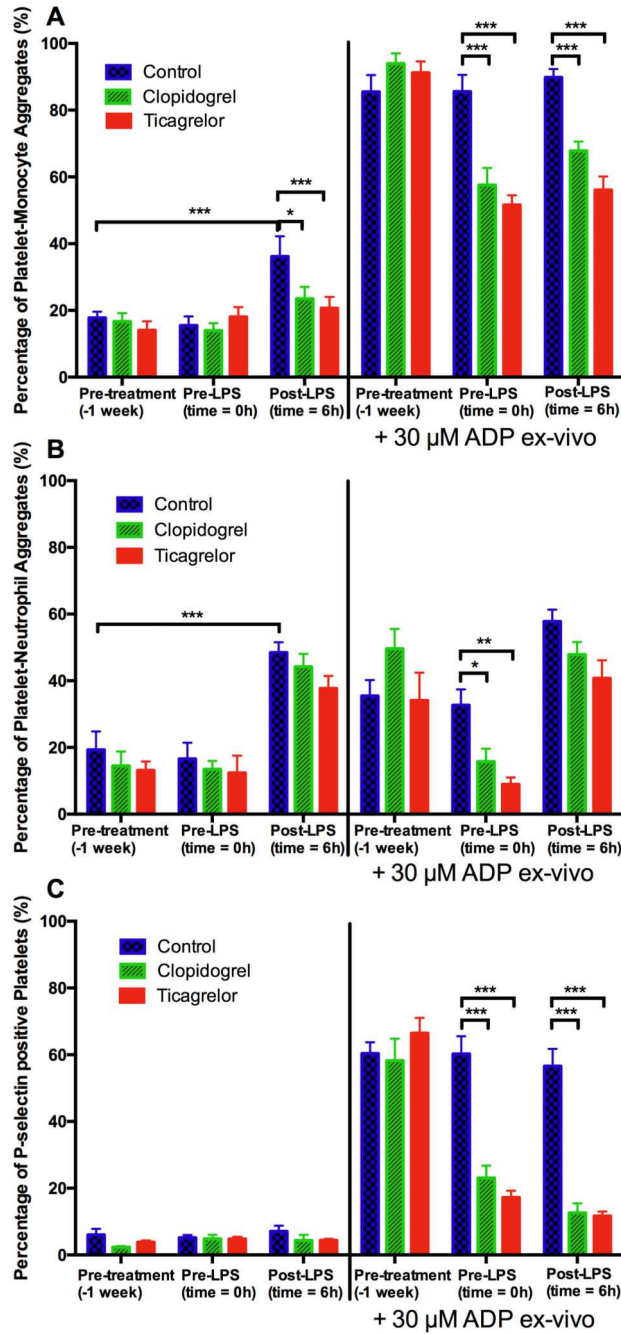 A
Percentage of Platelet-Monocyte Aggregates (%)
100
80
60
40
20
0
Control
Clopidogrel
Ticagrelor
***
***
*
***
***
***
***
Pre-treatment Pre-LPS Post-LPS Pre-treatment Pre-LPS Post-LPS
(-1 week) (time = 0h) (time = 6h) (-1 week) (time = 0h) (time = 6h)
+ 30 µM ADP ex-vivo
B
Percentage of Platelet-Neutrophil Aggregates (%)
100
80
60
40
20
0
Control
Clopidogrel
Ticagrelor
***
**
*
Pre-treatment Pre-LPS Post-LPS Pre-treatment Pre-LPS Post-LPS
(-1 week) (time = 0h) (time = 6h) (-1 week) (time = 0h) (time = 6h)
+ 30 µM ADP ex-vivo
C
Percentage of P-selectin positive Platelets (%)
100
80
60
40
20
0
Control
Clopidogrel
Ticagrelor
***
***
***
***
Pre-treatment Pre-LPS Post-LPS Pre-treatment Pre-LPS Post-LPS
(-1 week) (time = 0h) (time = 6h) (-1 week) (time = 0h) (time = 6h)
+ 30 µM ADP ex-vivo